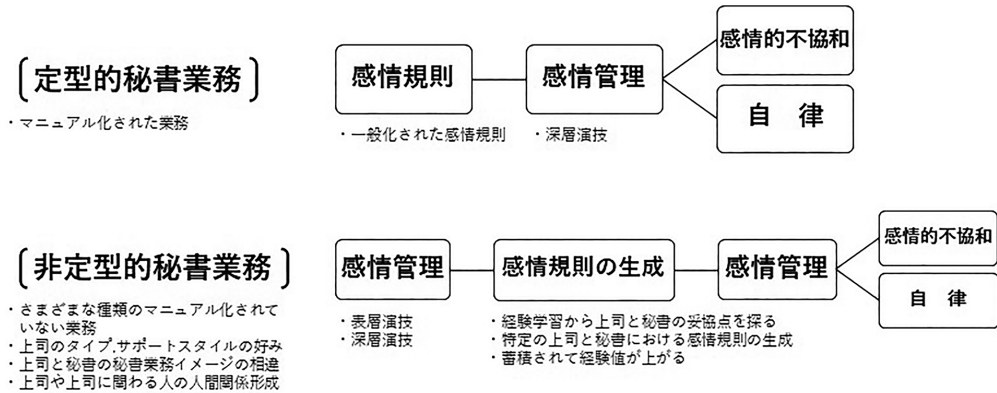 〔定型的秘書業務〕
・マニュアル化された業務
感情規則
・一般化された感情規則
感情管理
・深層演技
感情的不協和
自　律
〔非定型的秘書業務〕
・さまざまな種類のマニュアル化されて
いない業務
・上司のタイプ,サポートスタイルの好み
・上司と秘書の秘書業務イメージの相違
・上司や上司に関わる人の人間関係形成
感情管理
・表層演技
・深層演技
感情規則の生成
・経験学習から上司と秘書の妥協点を探る
・特定の上司と秘書における感情規則の生成
・蓄積されて経験値が上がる
感情管理
感情的不協和
自　律